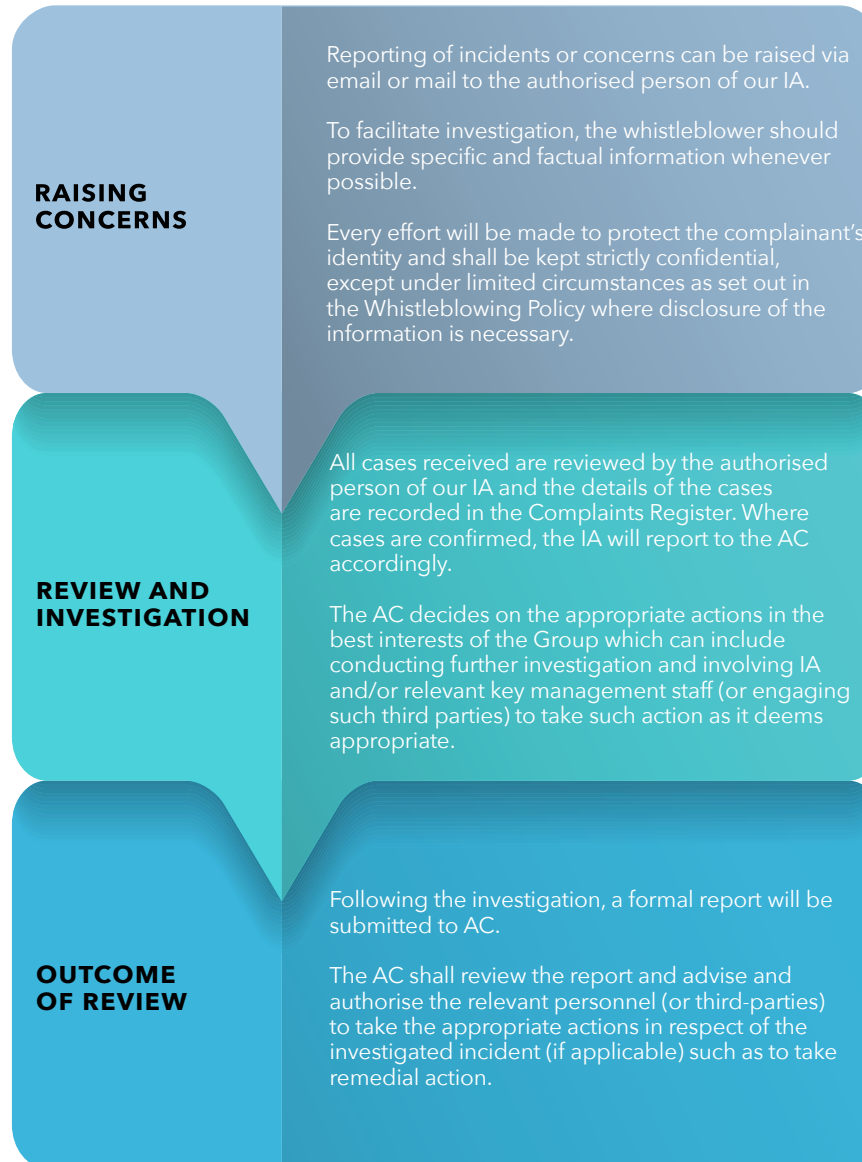 RAISING
CONCERNS
Reporting of incidents or concerns can be raised via
email or mail to the authorised person of our IA.
To facilitate investigation, the whistleblower should
provide specific and factual information whenever
possible.
Every effort will be made to protect the complainant's
identity and shall be kept strictly confidential,
except under limited circumstances as set out in
the Whistleblowing Policy where disclosure of the
information is necessary.
REVIEW AND
INVESTIGATION
All cases received are reviewed by the authorised
person of our IA and the details of the cases
are recorded in the Complaints Register. Where
cases are confirmed, the IA will report to the AC
accordingly.
The AC decides on the appropriate actions in the
best interests of the Group which can include
conducting further investigation and involving IA
and/or relevant key management staff (or engaging
such third parties) to take such action as it deems
appropriate.
OUTCOME
OF REVIEW
Following the investigation, a formal report will be
submitted to AC.
The AC shall review the report and advise and
authorise the relevant personnel (or third-parties)
to take the appropriate actions in respect of the
investigated incident (if applicable) such as to take
remedial action.